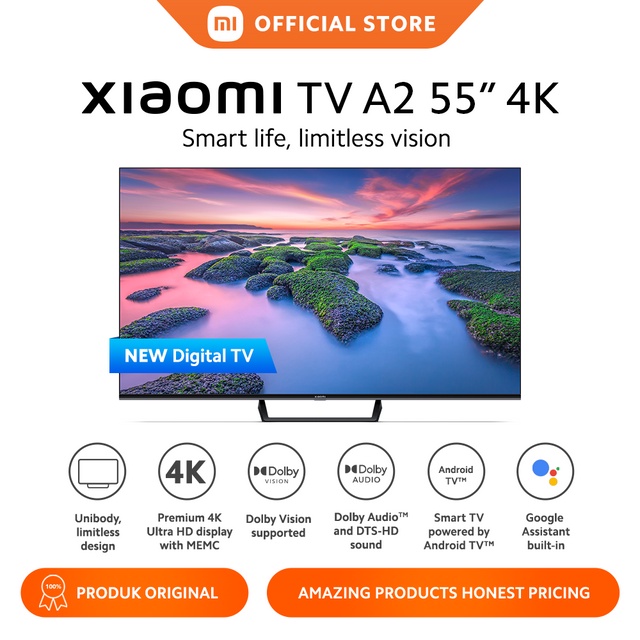 mi OFFICIAL STORE
xiaomi TV A2 55” 4K
Smart life, limitless vision
NEW Digital TV
4K
Dolby
VISION
Dolby
AUDIO
Android
TV™
Unibody,
limitless
design
Premium 4K
Ultra HD display
with MEMC
Dolby Vision
supported
Dolby Audio™
and DTS-HD
sound
Smart TV
powered by
Android TV™
Google
Assistant
built-in
100%
PRODUK ORIGINAL
AMAZING PRODUCTS HONEST PRICING